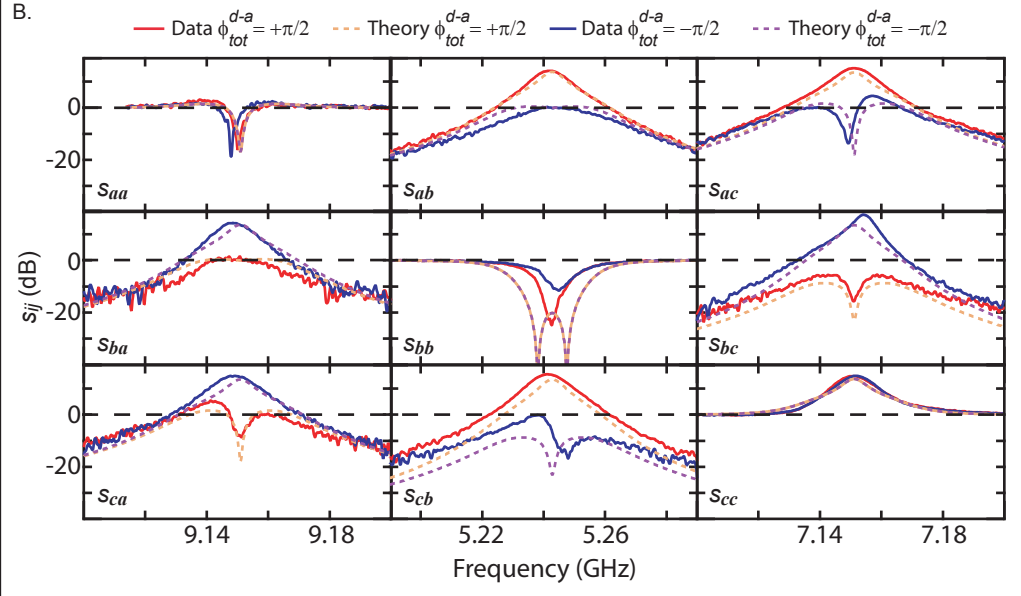 B.
Data ϕ_tot^{d-a} = +π/2 Theory ϕ_tot^{d-a} = +π/2 Data ϕ_tot^{d-a} = −π/2 Theory ϕ_tot^{d-a} = −π/2
0
-20
s_aa s_ab s_ac
s_ij (dB)
0
-20
s_ba s_bb s_bc
0
-20
s_ca s_cb s_cc
9.14 9.18 5.22 5.26 7.14 7.18
Frequency (GHz)